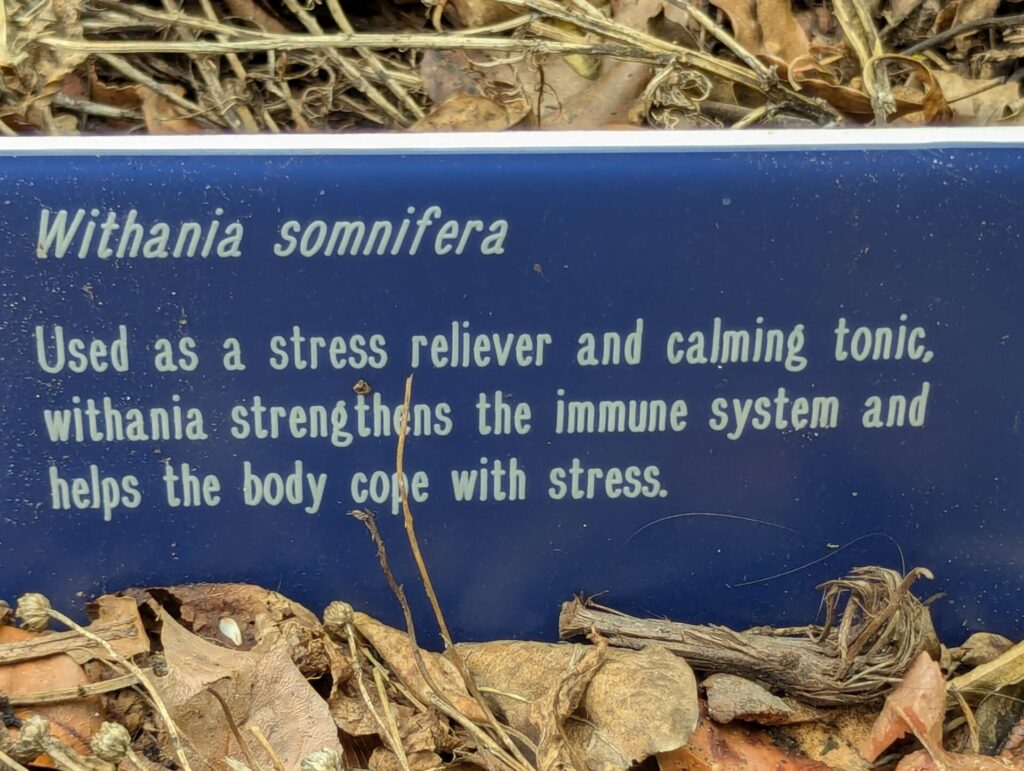 Withania somnifera
Used as a stress reliever and calming tonic,
withania strengthens the immune system and
helps the body cope with stress.